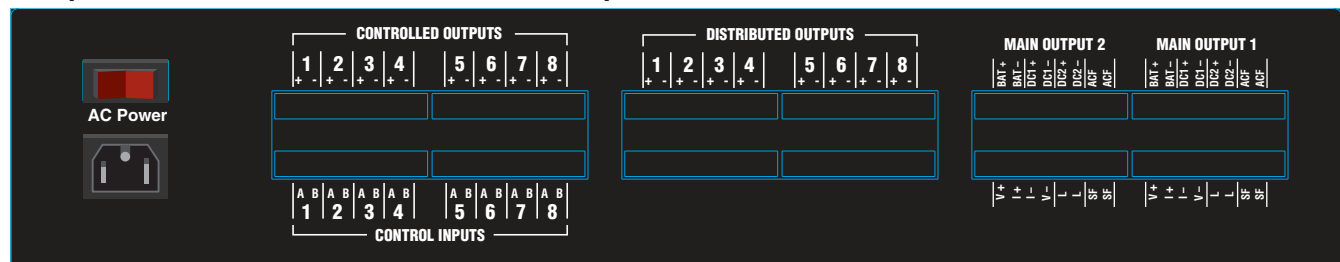 CONTROLLED OUTPUTS
1 2 3 4 5 6 7 8
+ - + - + - + - + - + - + - + -
DISTRIBUTED OUTPUTS
1 2 3 4 5 6 7 8
+ - + - + - + - + - + - + - + -
MAIN OUTPUT 2
BAT + BAT - DC1 + DC1 - DC2 + DC2 - ACF ACF
MAIN OUTPUT 1
BAT + BAT - DC1 + DC1 - DC2 + DC2 - ACF ACF
AC Power
A B A B A B A B A B A B A B A B
1 2 3 4 5 6 7 8
CONTROL INPUTS
V + I + I - V - L L SF SF
V + I + I - V - L L SF SF